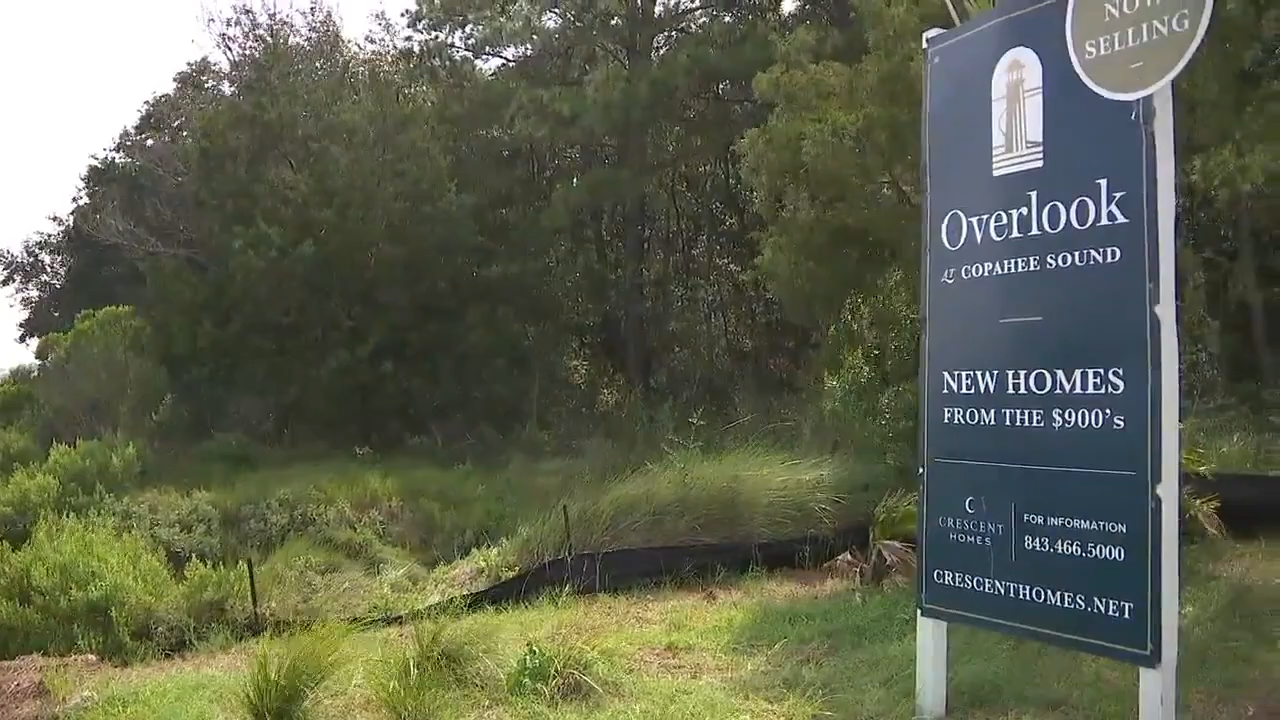 NOW
SELLING
Overlook
AT COPAHEE SOUND
NEW HOMES
FROM THE $900's
CRESCENT
HOMES
FOR INFORMATION
843.466.5000
CRESCENTHOMES.NET